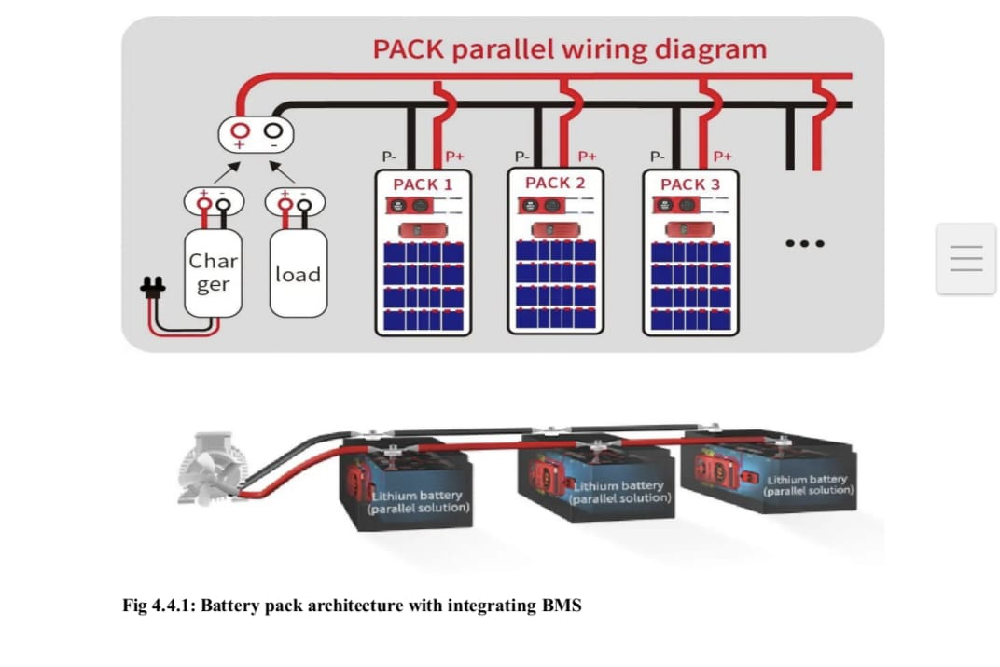 PACK parallel wiring diagram
+ -
P- P+ P- P+ P- P+
PACK 1 PACK 2 PACK 3
+ - + -
Char
ger
load
Lithium battery
(parallel solution)
Lithium battery
(parallel solution)
Lithium battery
(parallel solution)
Fig 4.4.1: Battery pack architecture with integrating BMS